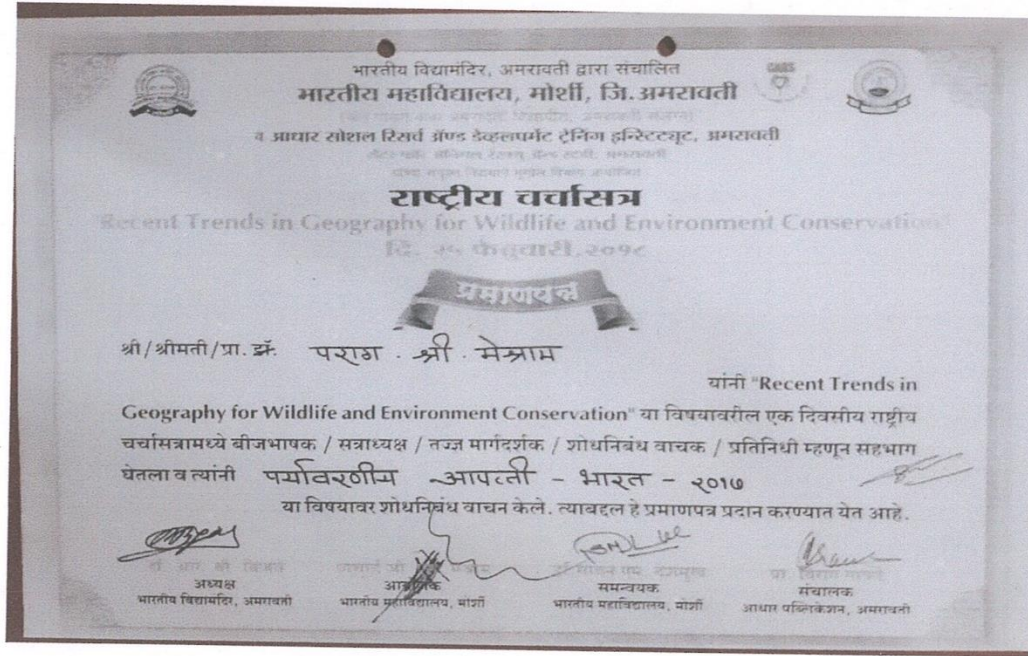 भारतीय विद्यामंदिर, अमरावती द्वारा संचालित
भारतीय महाविद्यालय, मोर्शी, जि.अमरावती
व आधार सोशल रिसर्च ॲण्ड डेव्हलपमेंट ट्रेनिंग इन्स्टिट्यूट, अमरावती
राष्ट्रीय चर्चासत्र
"Recent Trends in Geography for Wildlife and Environment Conservation"
दि. २५ फेब्रुवारी, २०१८
प्रमाणपत्र
श्री/श्रीमती/प्रा. डॉ. पराग . श्री . मेश्राम
यांनी "Recent Trends in
Geography for Wildlife and Environment Conservation" या विषयावरील एक दिवसीय राष्ट्रीय
चर्चासत्रामध्ये बीजभाषक / सत्राध्यक्ष / तज्ज्ञ मार्गदर्शक / शोधनिबंध वाचक / प्रतिनिधी म्हणून सहभाग
घेतला व त्यांनी पर्यावरणीय आपत्ती - भारत - २०१७
या विषयावर शोधनिबंध वाचन केले. त्याबद्दल हे प्रमाणपत्र प्रदान करण्यात येत आहे.
अध्यक्ष
भारतीय विद्यामंदिर, अमरावती
भारतीय महाविद्यालय, मोर्शी
समन्वयक
भारतीय महाविद्यालय, मोर्शी
संचालक
आधार पब्लिकेशन, अमरावती